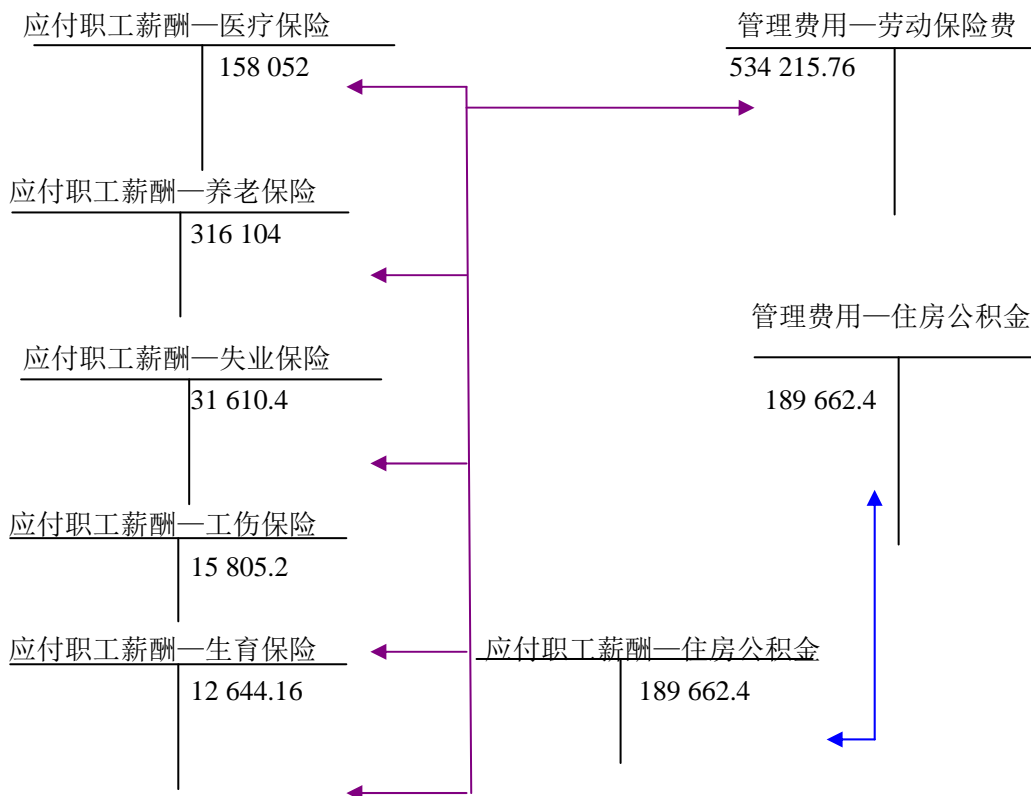 应付职工薪酬—医疗保险
158 052
应付职工薪酬—养老保险
316 104
应付职工薪酬—失业保险
31 610.4
应付职工薪酬—工伤保险
15 805.2
应付职工薪酬—生育保险
12 644.16
管理费用—劳动保险费
534 215.76
管理费用—住房公积金
189 662.4
应付职工薪酬—住房公积金
189 662.4